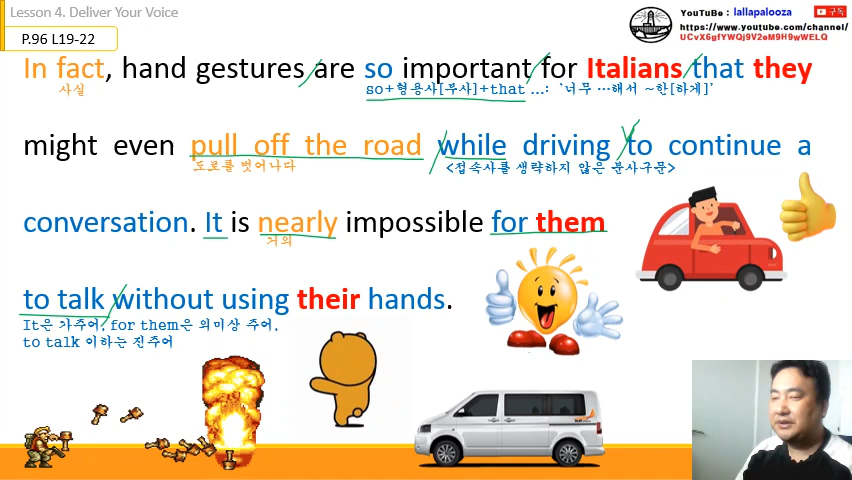 Lesson 4. Deliver Your Voice
P.96 L19-22
YouTuBe : lallapalooza
구독
https://www.youtube.com/channel/
UCvX6gfYWQj9V2eM9H9wWELQ
In fact, hand gestures are so important for Italians that they
사실
so+형용사[부사]+that ...: '너무 …해서 ~한[하게]'
might even pull off the road while driving to continue a
도로를 벗어나다
<접속사를 생략하지 않은 분사구문>
conversation. It is nearly impossible for them
거의
to talk without using their hands.
It은 가주어, for them은 의미상 주어,
to talk 이하는 진주어